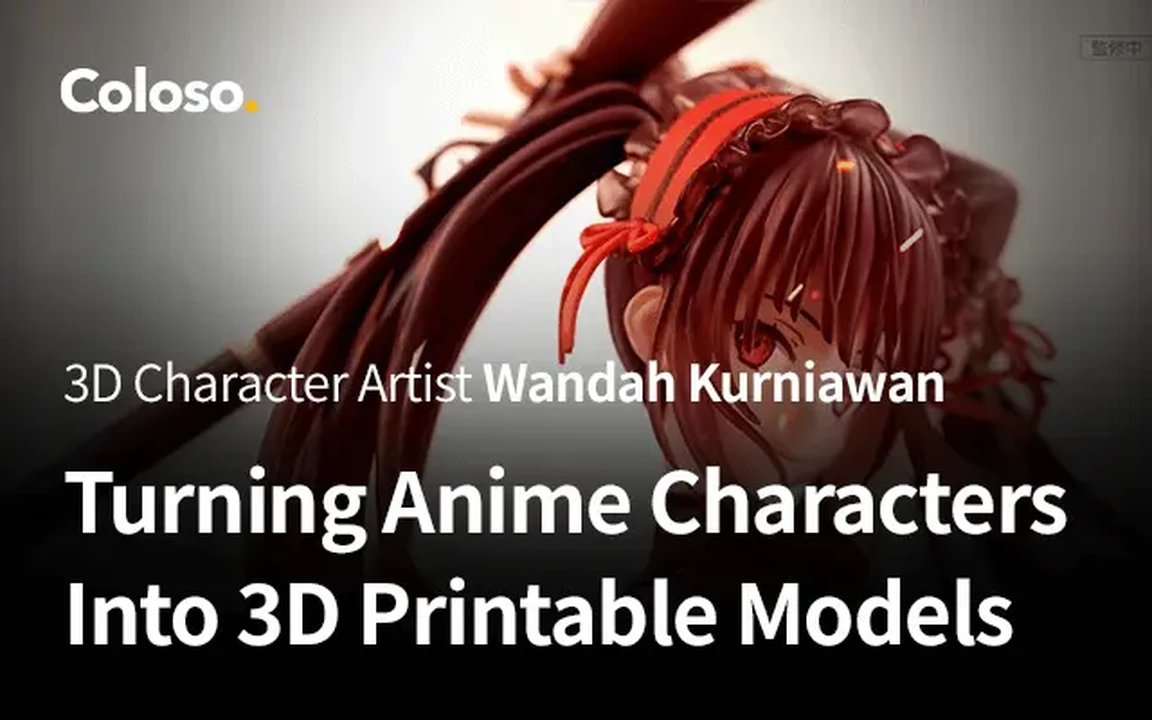 監修中
Coloso.
3D Character Artist Wandah Kurniawan
Turning Anime Characters
Into 3D Printable Models